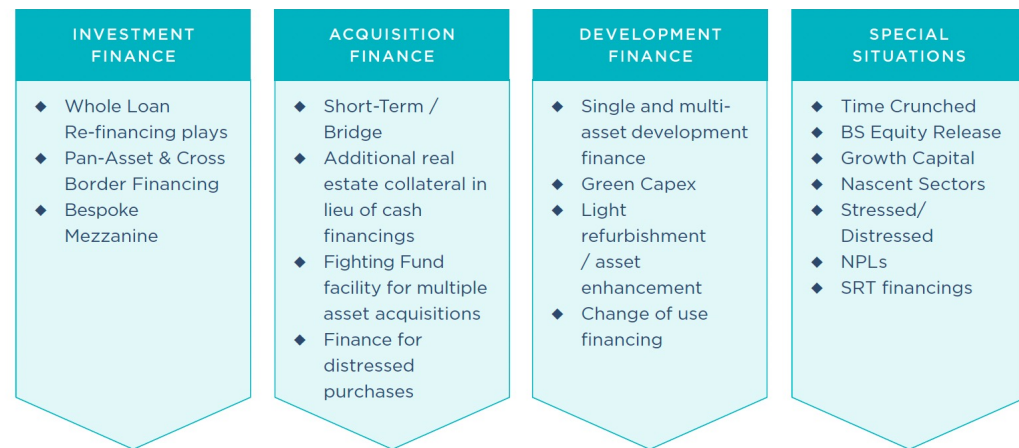 INVESTMENT
FINANCE
◆ Whole Loan
Re-financing plays
◆ Pan-Asset & Cross
Border Financing
◆ Bespoke
Mezzanine
ACQUISITION
FINANCE
◆ Short-Term /
Bridge
◆ Additional real
estate collateral in
lieu of cash
financings
◆ Fighting Fund
facility for multiple
asset acquisitions
◆ Finance for
distressed
purchases
DEVELOPMENT
FINANCE
◆ Single and multi-
asset development
finance
◆ Green Capex
◆ Light
refurbishment
/ asset
enhancement
◆ Change of use
financing
SPECIAL
SITUATIONS
◆ Time Crunched
◆ BS Equity Release
◆ Growth Capital
◆ Nascent Sectors
◆ Stressed/
Distressed
◆ NPLs
◆ SRT financings